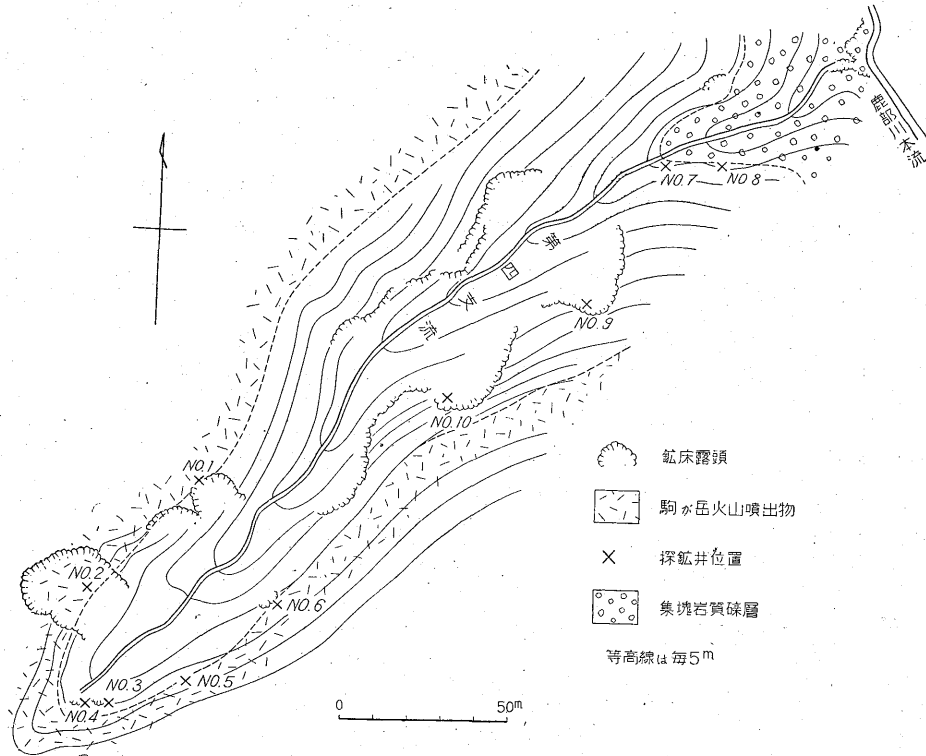 鹿部川本流
NO.7
NO.8
第四支流
NO.9
NO.10
NO.1
NO.2
NO.6
NO.5
NO.3
NO.4
鉱床露頭
駒が岳火山噴出物
探鉱井位置
集塊岩質礫層
等高線は毎5m
0
50m